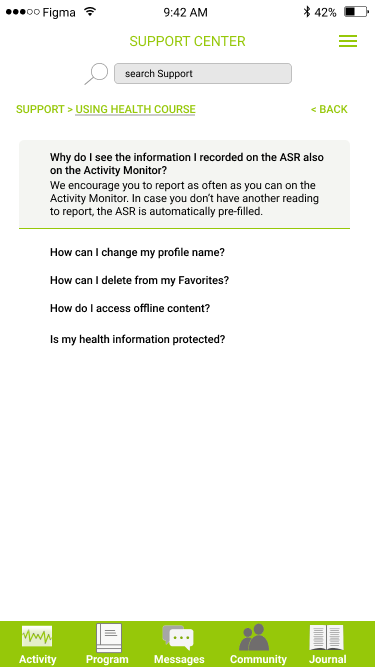 Figma 9:42 AM 42%
SUPPORT CENTER
search Support
SUPPORT > USING HEALTH COURSE < BACK
Why do I see the information I recorded on the ASR also
on the Activity Monitor?
We encourage you to report as often as you can on the
Activity Monitor. In case you don’t have another reading
to report, the ASR is automatically pre-filled.
How can I change my profile name?
How can I delete from my Favorites?
How do I access offline content?
Is my health information protected?
Activity Program Messages Community Journal